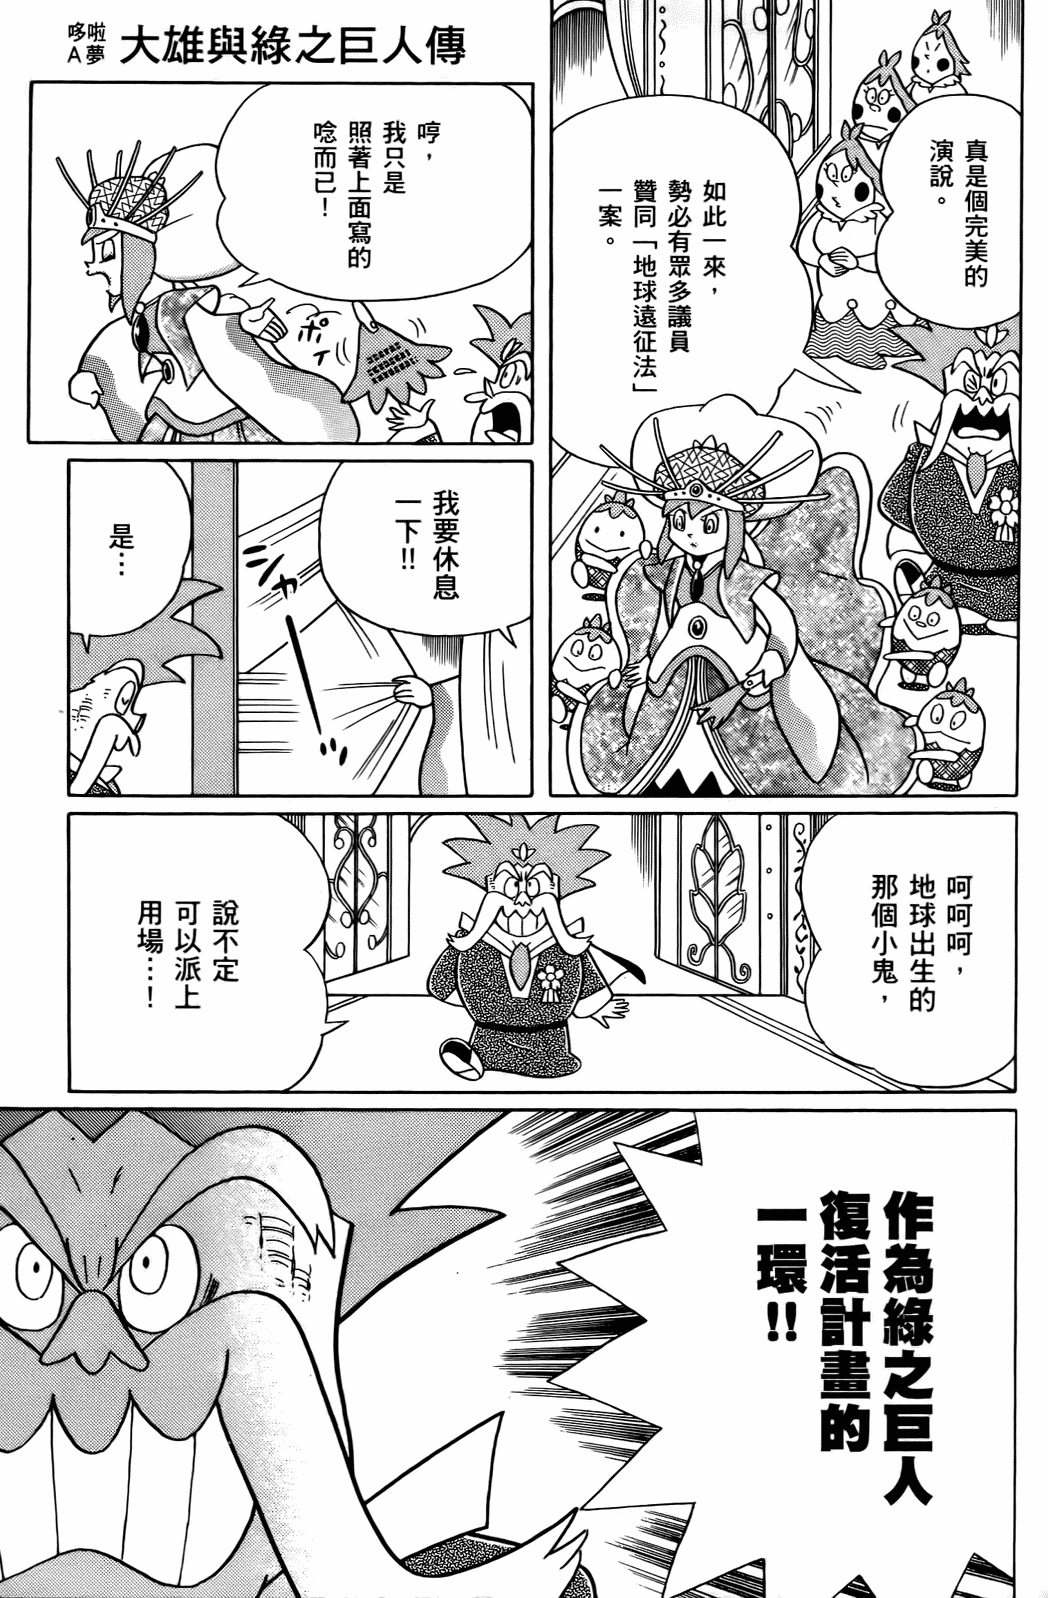 哆啦A夢 大雄與綠之巨人傳
真是個完美的
演說。
如此一來，
勢必有眾多議員
贊同「地球遠征法」
一案。
哼，
我只是
照著上面寫的
唸而已！
ポイ
我要休息
一下!!
シャー
是…
呵呵呵，
地球出生的
那個小鬼，
說不定
可以派上
用場…！
作為綠之巨人
復活計畫的
一環!!